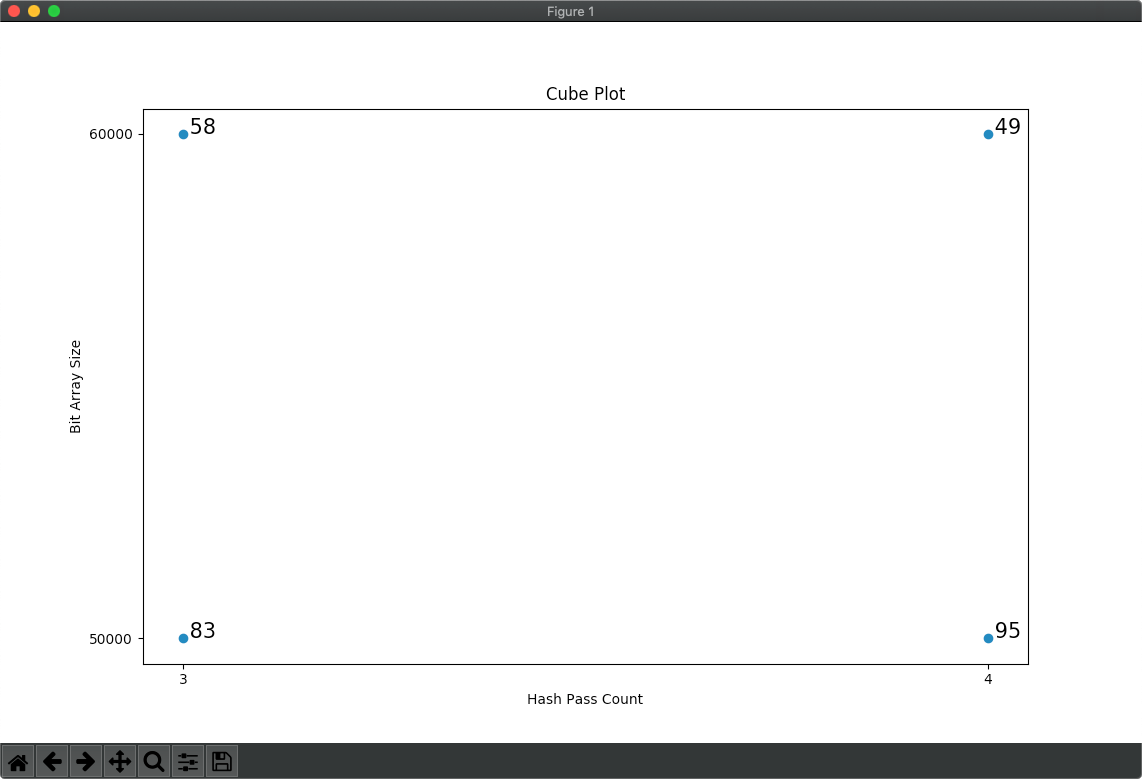 Figure 1
Cube Plot
60000
58
49
Bit Array Size
50000
83
95
3
4
Hash Pass Count